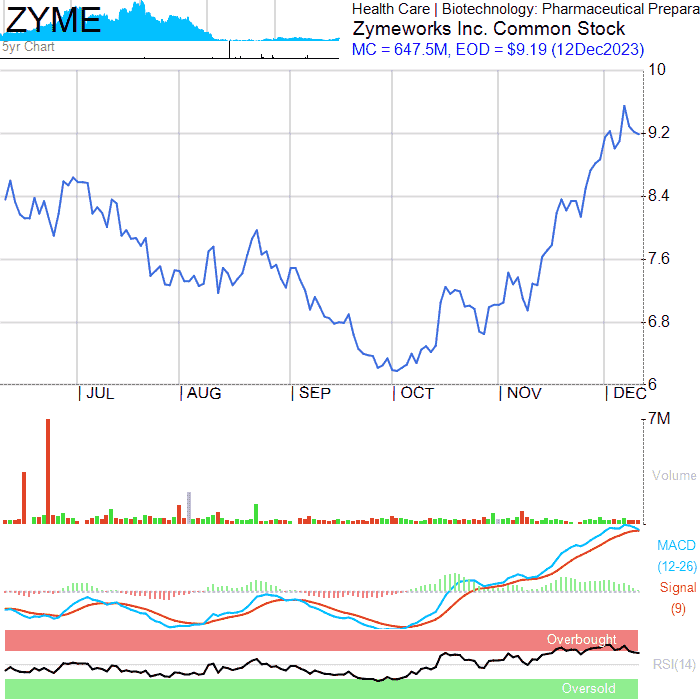 ZYME
5yr Chart
Health Care | Biotechnology: Pharmaceutical Prepara
Zymeworks Inc. Common Stock
MC = 647.5M, EOD = $9.19 (12Dec2023)
10
9.2
8.4
7.6
6.8
6
| JUL | AUG | SEP | OCT | NOV | DEC
7M
Volume
MACD
(12-26)
Signal
(9)
Overbought
RSI(14)
Oversold